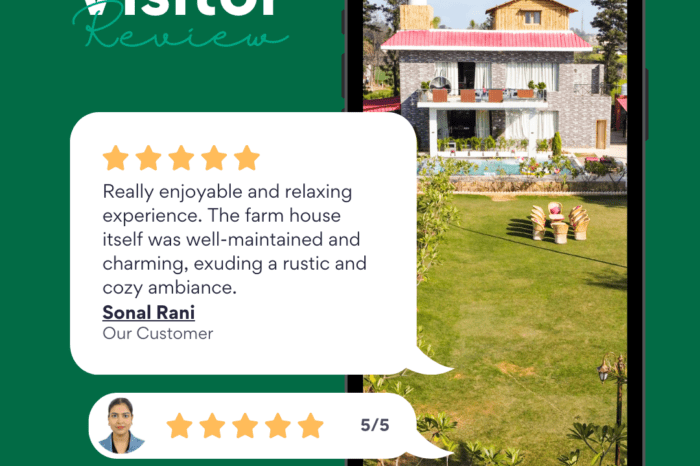 Visitor
Review
Really enjoyable and relaxing
experience. The farm house
itself was well-maintained and
charming, exuding a rustic and
cozy ambiance.
Sonal Rani
Our Customer
5/5